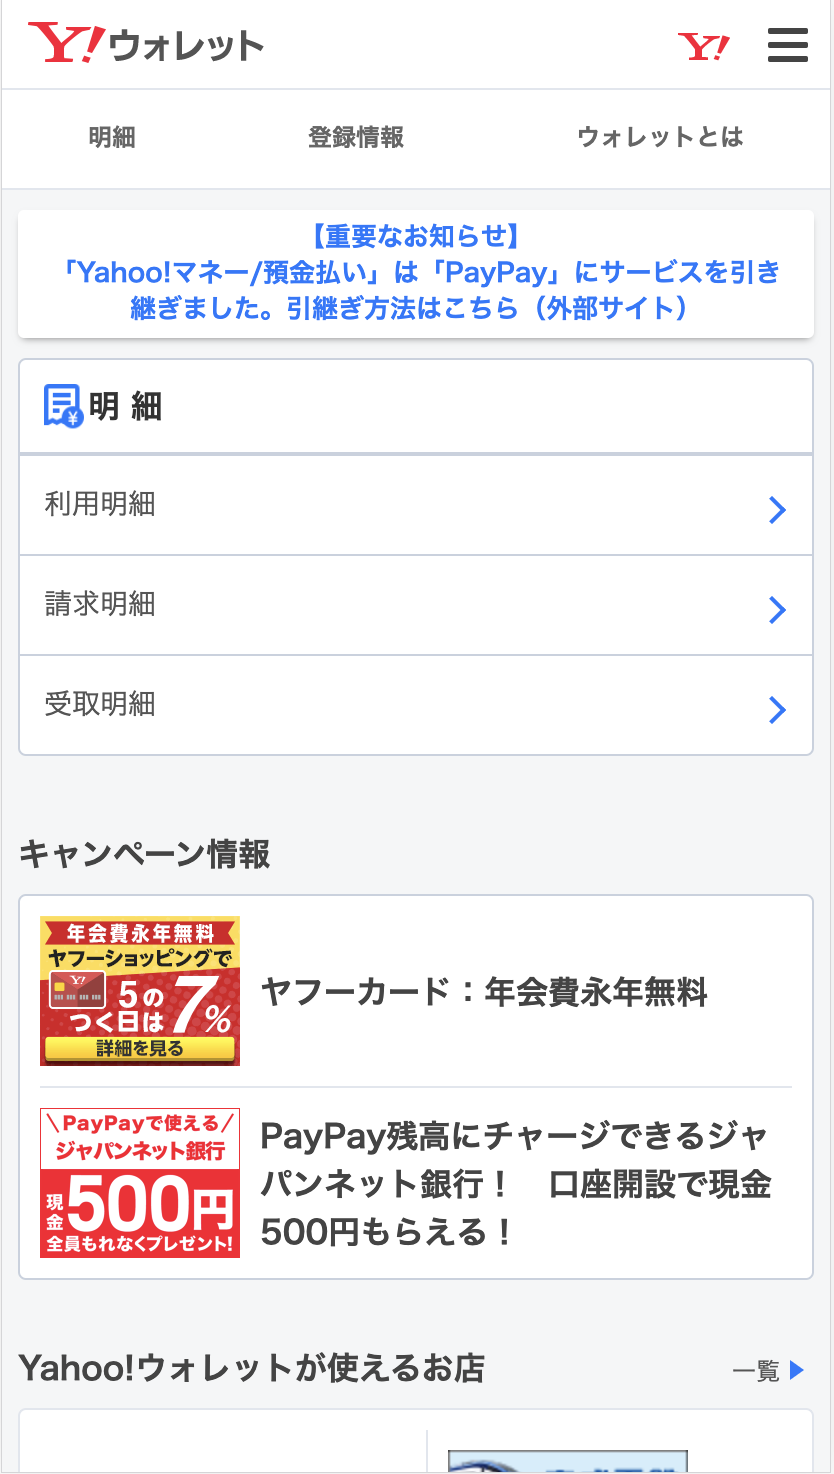 Y!ウォレット
Y!
明細
登録情報
ウォレットとは
【重要なお知らせ】
「Yahoo!マネー/預金払い」は「PayPay」にサービスを引き
継ぎました。引継ぎ方法はこちら（外部サイト）
明 細
利用明細
請求明細
受取明細
キャンペーン情報
年会費永年無料
ヤフーショッピングで
Y!
5の
つく日は7%
詳細を見る
ヤフーカード：年会費永年無料
\PayPayで使える/
ジャパンネット銀行
現金500円
全員もれなくプレゼント!
PayPay残高にチャージできるジャ
パンネット銀行！　口座開設で現金
500円もらえる！
Yahoo!ウォレットが使えるお店
一覧